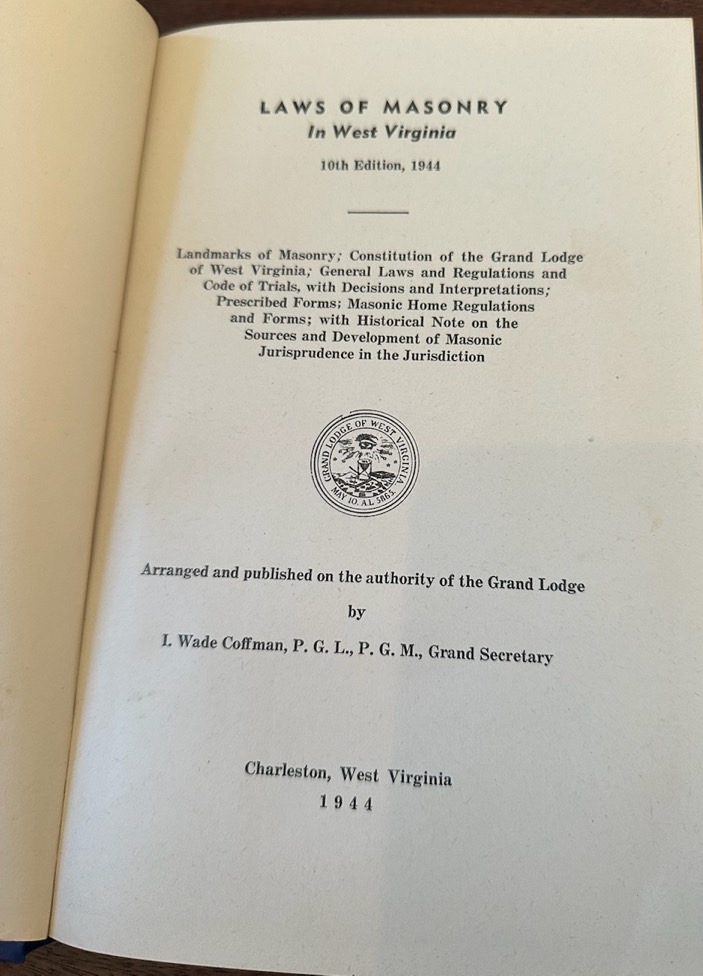 LAWS OF MASONRY
In West Virginia
10th Edition, 1944
Landmarks of Masonry; Constitution of the Grand Lodge
of West Virginia; General Laws and Regulations and
Code of Trials, with Decisions and Interpretations;
Prescribed Forms; Masonic Home Regulations
and Forms; with Historical Note on the
Sources and Development of Masonic
Jurisprudence in the Jurisdiction
GRAND LODGE OF WEST VIRGINIA
MAY 10. A.L. 5865.
Arranged and published on the authority of the Grand Lodge
by
I. Wade Coffman, P. G. L., P. G. M., Grand Secretary
Charleston, West Virginia
1944